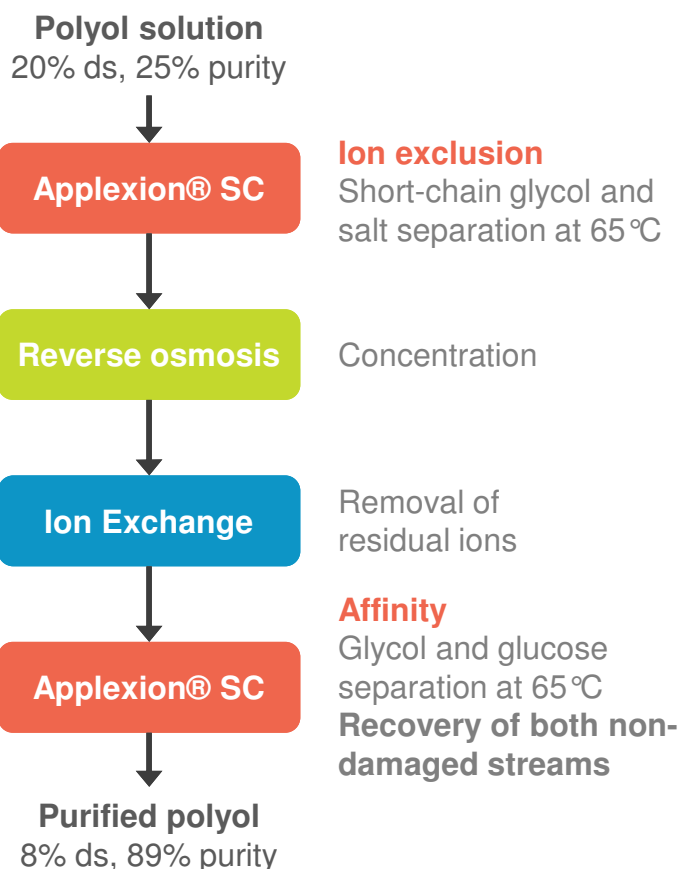 Polyol solution
20% ds, 25% purity
Applexion® SC
Ion exclusion
Short-chain glycol and
salt separation at 65°C
Reverse osmosis
Concentration
Ion Exchange
Removal of
residual ions
Applexion® SC
Affinity
Glycol and glucose
separation at 65°C
Recovery of both non-
damaged streams
Purified polyol
8% ds, 89% purity